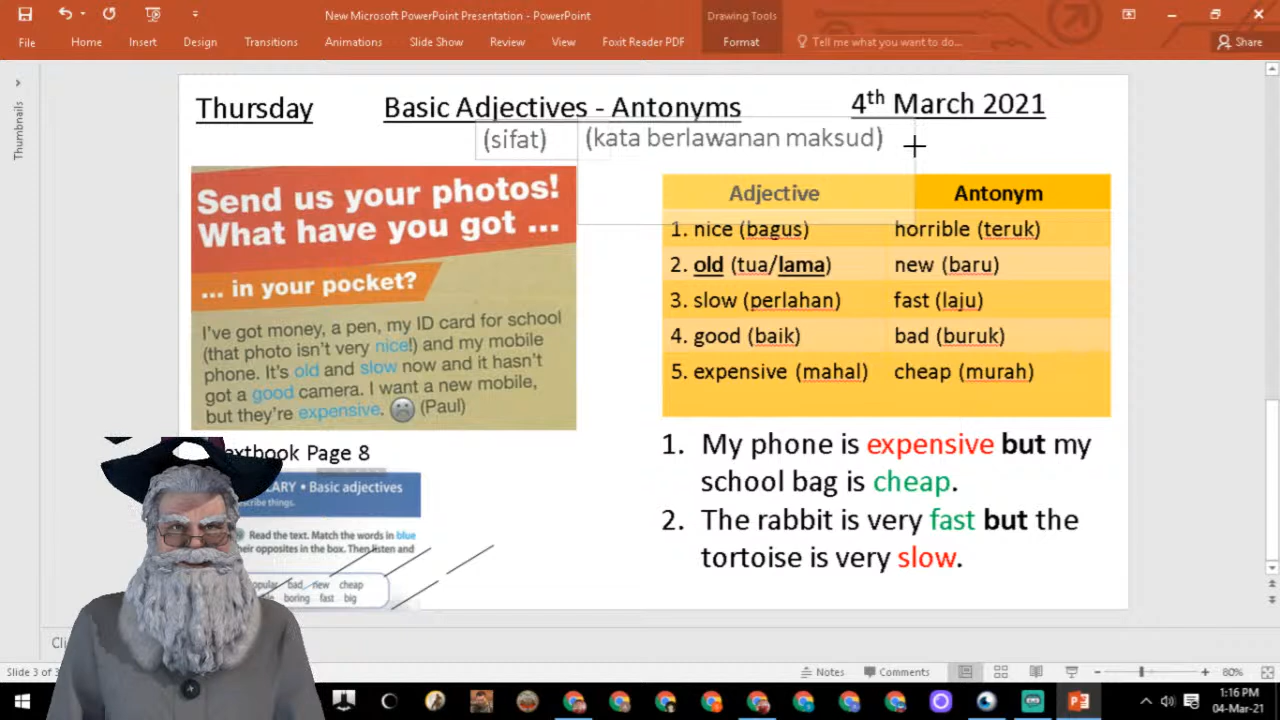 New Microsoft PowerPoint Presentation - PowerPoint
Drawing Tools
File Home Insert Design Transitions Animations Slide Show Review View Foxit Reader PDF Format Tell me what you want to do... Share
Thumbnails
Thursday Basic Adjectives - Antonyms 4th March 2021
(sifat) (kata berlawanan maksud)
Send us your photos!
What have you got ...
... in your pocket?
I've got money, a pen, my ID card for school
(that photo isn't very nice!) and my mobile
phone. It's old and slow now and it hasn't
got a good camera. I want a new mobile,
but they're expensive. (Paul)
Adjective Antonym
1. nice (bagus) horrible (teruk)
2. old (tua/lama) new (baru)
3. slow (perlahan) fast (laju)
4. good (baik) bad (buruk)
5. expensive (mahal) cheap (murah)
Page 8
• Basic adjectives
things.
Read the text. Match the words in blue
opposites in the box. Then listen and
bad new cheap
boring fast big
1. My phone is expensive but my
school bag is cheap.
2. The rabbit is very fast but the
tortoise is very slow.
Slide 3 of 3 Notes Comments 80%
1:16 PM
04-Mar-21